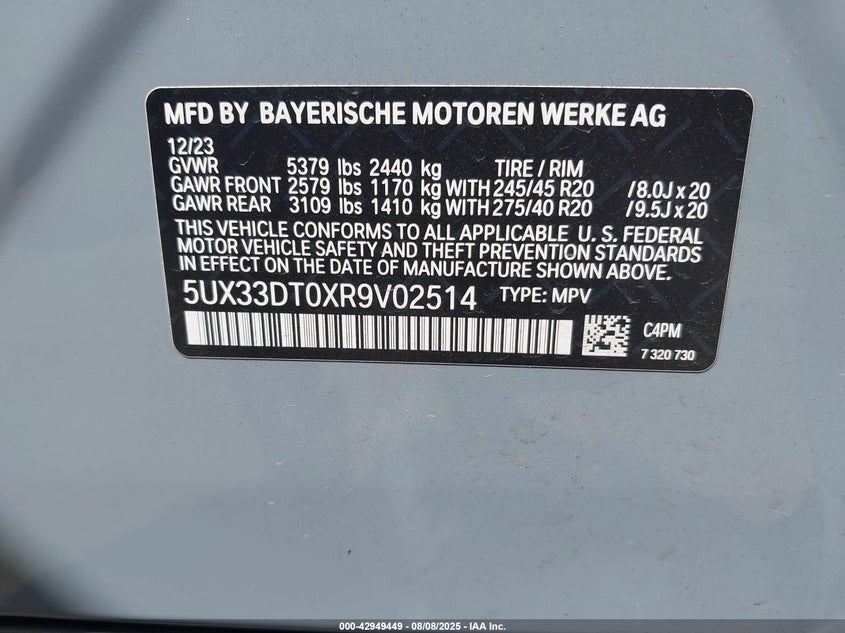 MFD BY BAYERISCHE MOTOREN WERKE AG
12/23
GVWR 5379 lbs 2440 kg TIRE / RIM
GAWR FRONT 2579 lbs 1170 kg WITH 245/45 R20 /8.0J x 20
GAWR REAR 3109 lbs 1410 kg WITH 275/40 R20 /9.5J x 20
THIS VEHICLE CONFORMS TO ALL APPLICABLE U. S. FEDERAL
MOTOR VEHICLE SAFETY AND THEFT PREVENTION STANDARDS
IN EFFECT ON THE DATE OF MANUFACTURE SHOWN ABOVE.
5UX33DT0XR9V02514 TYPE: MPV
C4PM
7 320 730
000-42949449 - 08/08/2025 - IAA Inc.